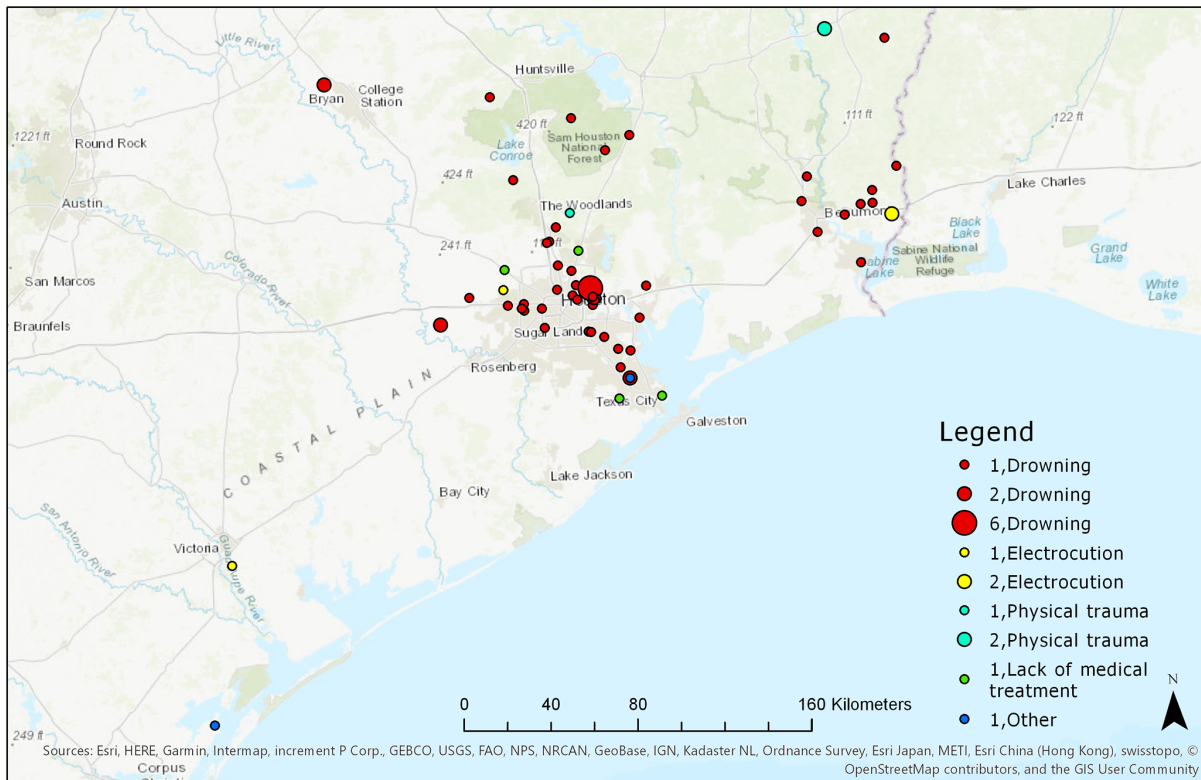 Little River
Huntsville
College
Station
Bryan
1221 ft
Round Rock
420 ft
Sam Houston
National
Forest
Lake
Conroe
111 ft
122 ft
424 ft
Lake Charles
Austin
The Woodlands
Black
Lake
241 ft
Sabine National
Wildlife
Refuge
Grand
Lake
San Marcos
Colorado River
White
Lake
Braunfels
Sugar Land
Rosenberg
COASTAL PLAIN
Galveston
Lake Jackson
Bay City
San Antonio River
Victoria
Guadalupe River
Legend
1,Drowning
2,Drowning
6,Drowning
1,Electrocution
2,Electrocution
1,Physical trauma
2,Physical trauma
1,Lack of medical
treatment
1,Other
N
0 40 80 160 Kilometers
249 ft
Sources: Esri, HERE, Garmin, Intermap, increment P Corp., GEBCO, USGS, FAO, NPS, NRCAN, GeoBase, IGN, Kadaster NL, Ordnance Survey, Esri Japan, METI, Esri China (Hong Kong), swisstopo, ©
OpenStreetMap contributors, and the GIS User Community
Corpus